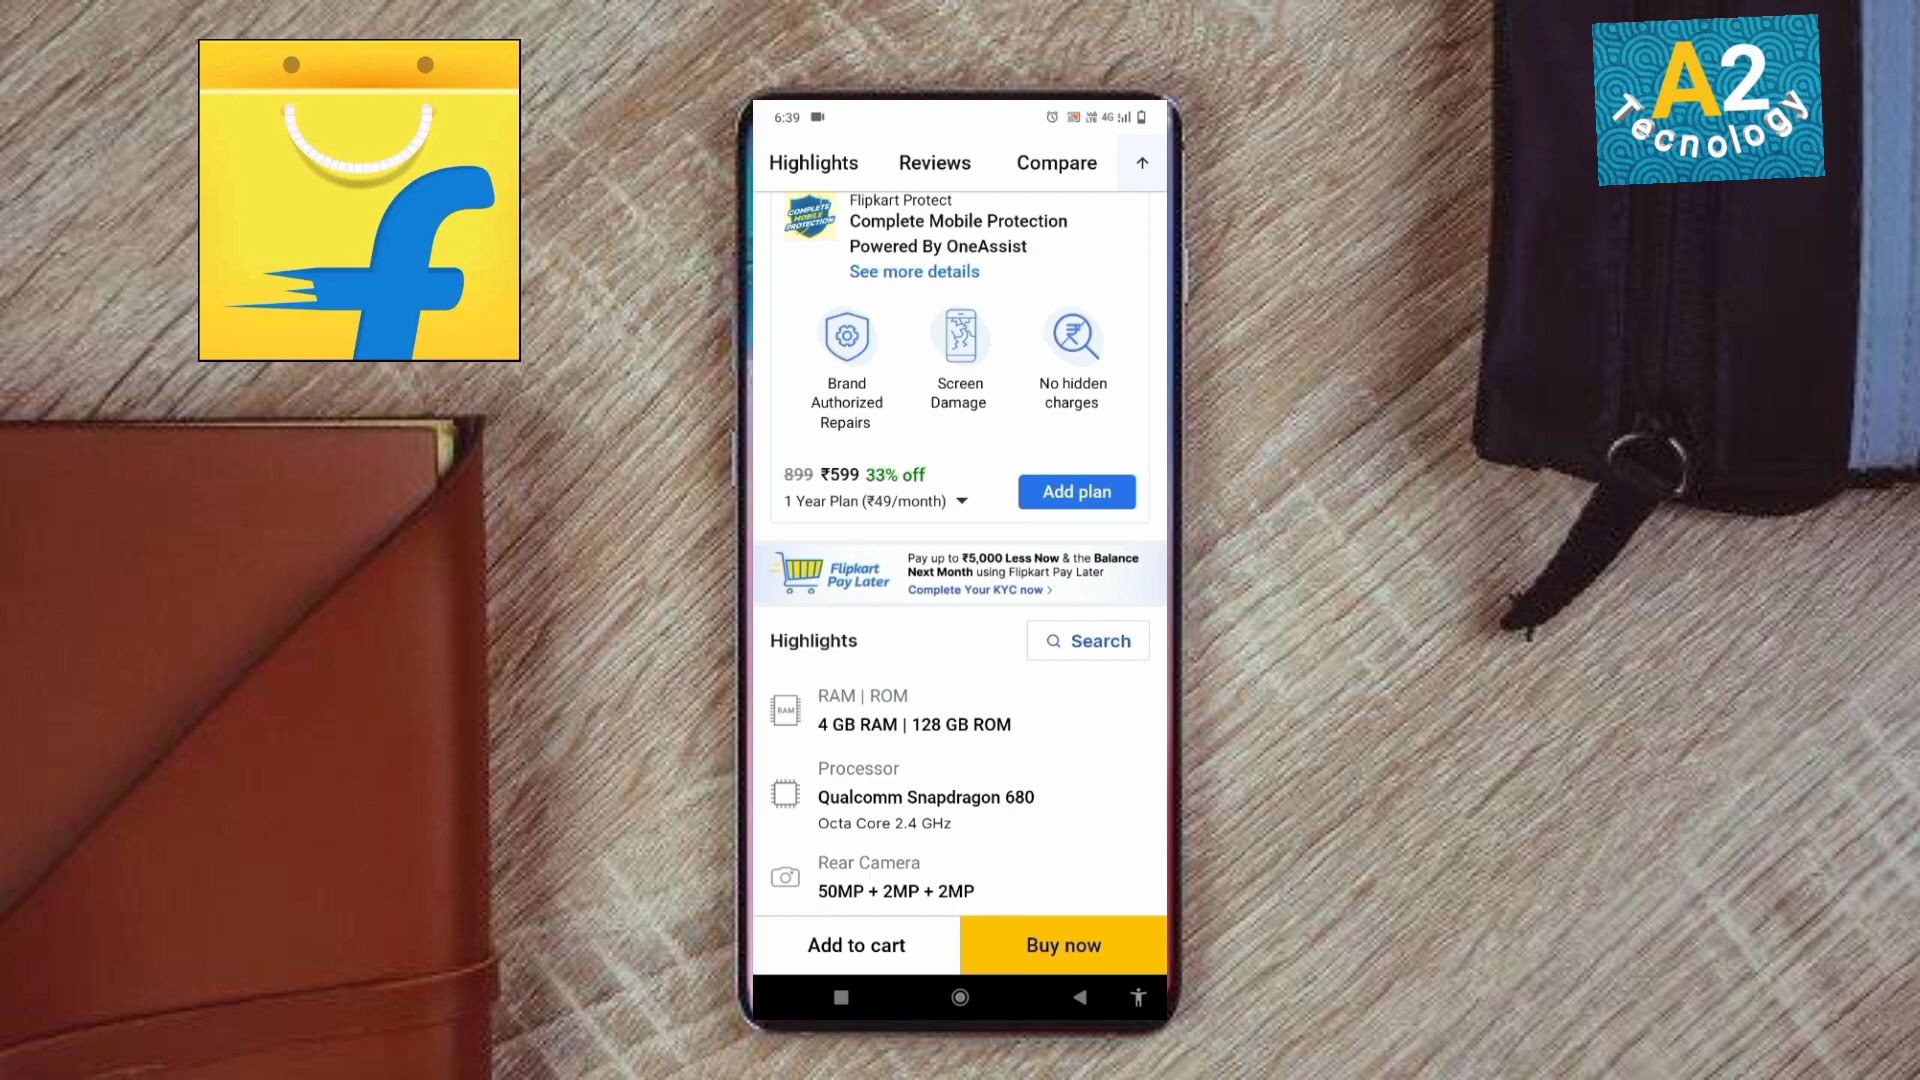 A2
Tecnology
6:39
4G
Highlights Reviews Compare
COMPLETE
MOBILE
PROTECTION
Flipkart Protect
Complete Mobile Protection
Powered By OneAssist
See more details
Brand
Authorized
Repairs
Screen
Damage
No hidden
charges
899 ₹599 33% off
1 Year Plan (₹49/month)
Add plan
Flipkart
Pay Later
Pay up to ₹5,000 Less Now & the Balance
Next Month using Flipkart Pay Later
Complete Your KYC now >
Highlights
Search
RAM
RAM | ROM
4 GB RAM | 128 GB ROM
Processor
Qualcomm Snapdragon 680
Octa Core 2.4 GHz
Rear Camera
50MP + 2MP + 2MP
Add to cart
Buy now